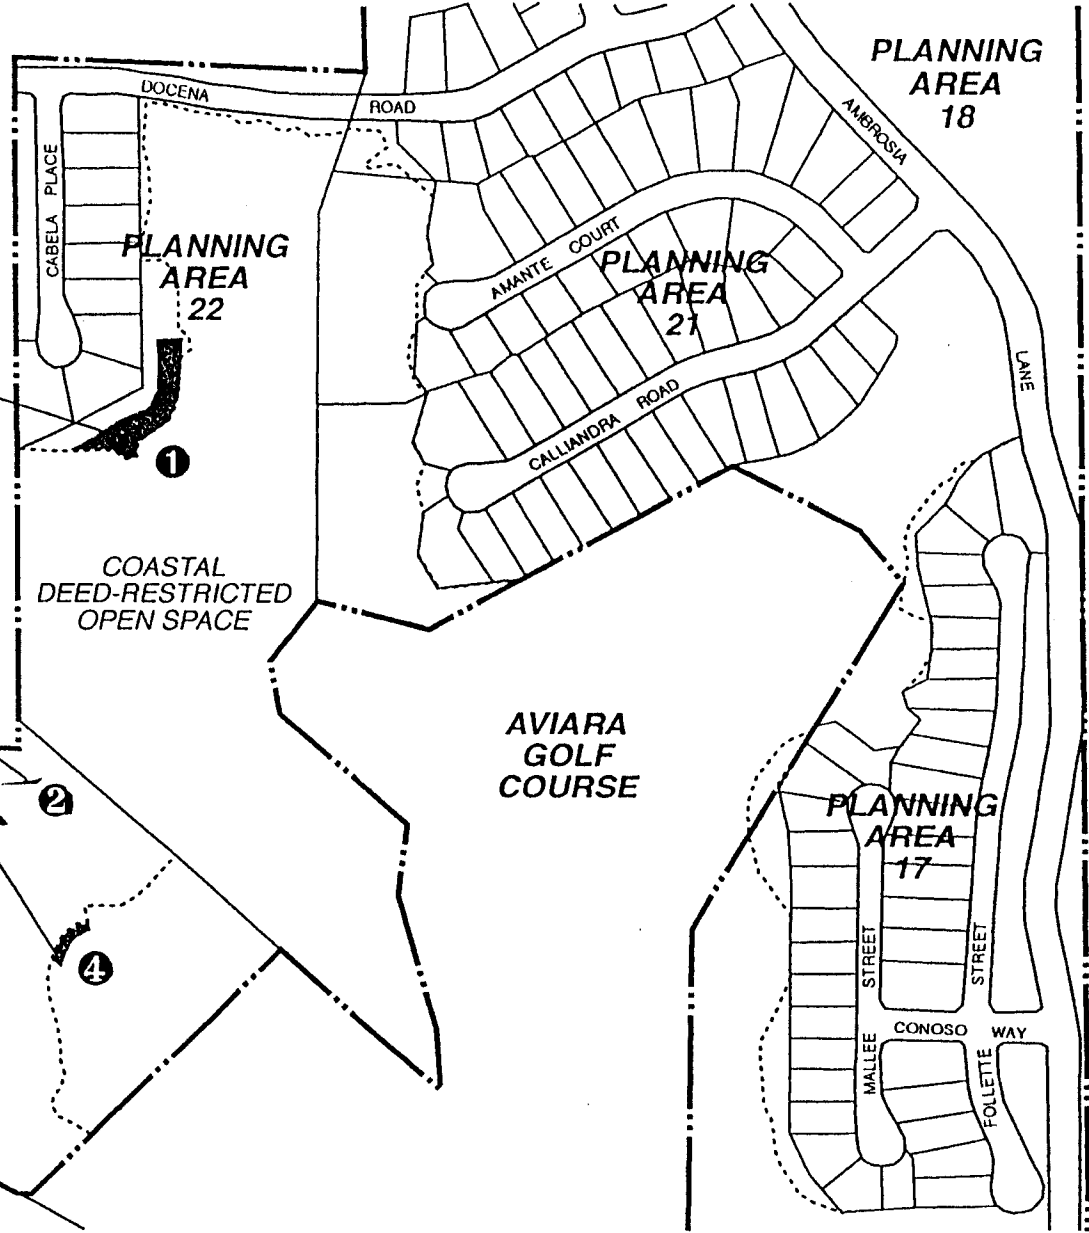 PLANNING
AREA
18
DOCENA
ROAD
AMBROSIA
CABELA PLACE
PLANNING
AREA
22
AMANTE COURT
PLANNING
AREA
21
LANE
CALLIANDRA ROAD
1
COASTAL
DEED-RESTRICTED
OPEN SPACE
AVIARA
GOLF
COURSE
2
PLANNING
AREA
17
4
STREET
STREET
CONOSO WAY
MALLEE
FOLLETTE